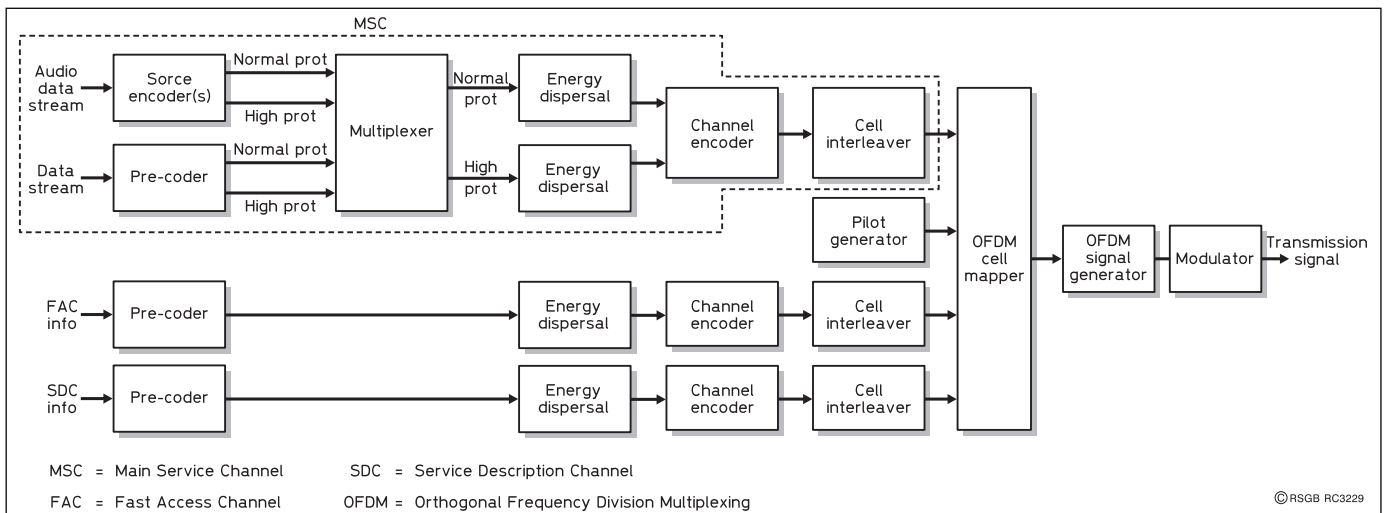 MSC
Audio
data
stream
Sorce
encoder(s)
Normal prot
High prot
Multiplexer
Normal
prot
Energy
dispersal
Channel
encoder
Cell
interleaver
Data
stream
Pre-coder
Normal prot
High prot
High
prot
Energy
dispersal
Pilot
generator
OFDM
cell
mapper
OFDM
signal
generator
Modulator
Transmission
signal
FAC
info
Pre-coder
Energy
dispersal
Channel
encoder
Cell
interleaver
SDC
info
Pre-coder
Energy
dispersal
Channel
encoder
Cell
interleaver
MSC = Main Service Channel
SDC = Service Description Channel
FAC = Fast Access Channel
OFDM = Orthogonal Frequency Division Multiplexing
© RSGB RC3229